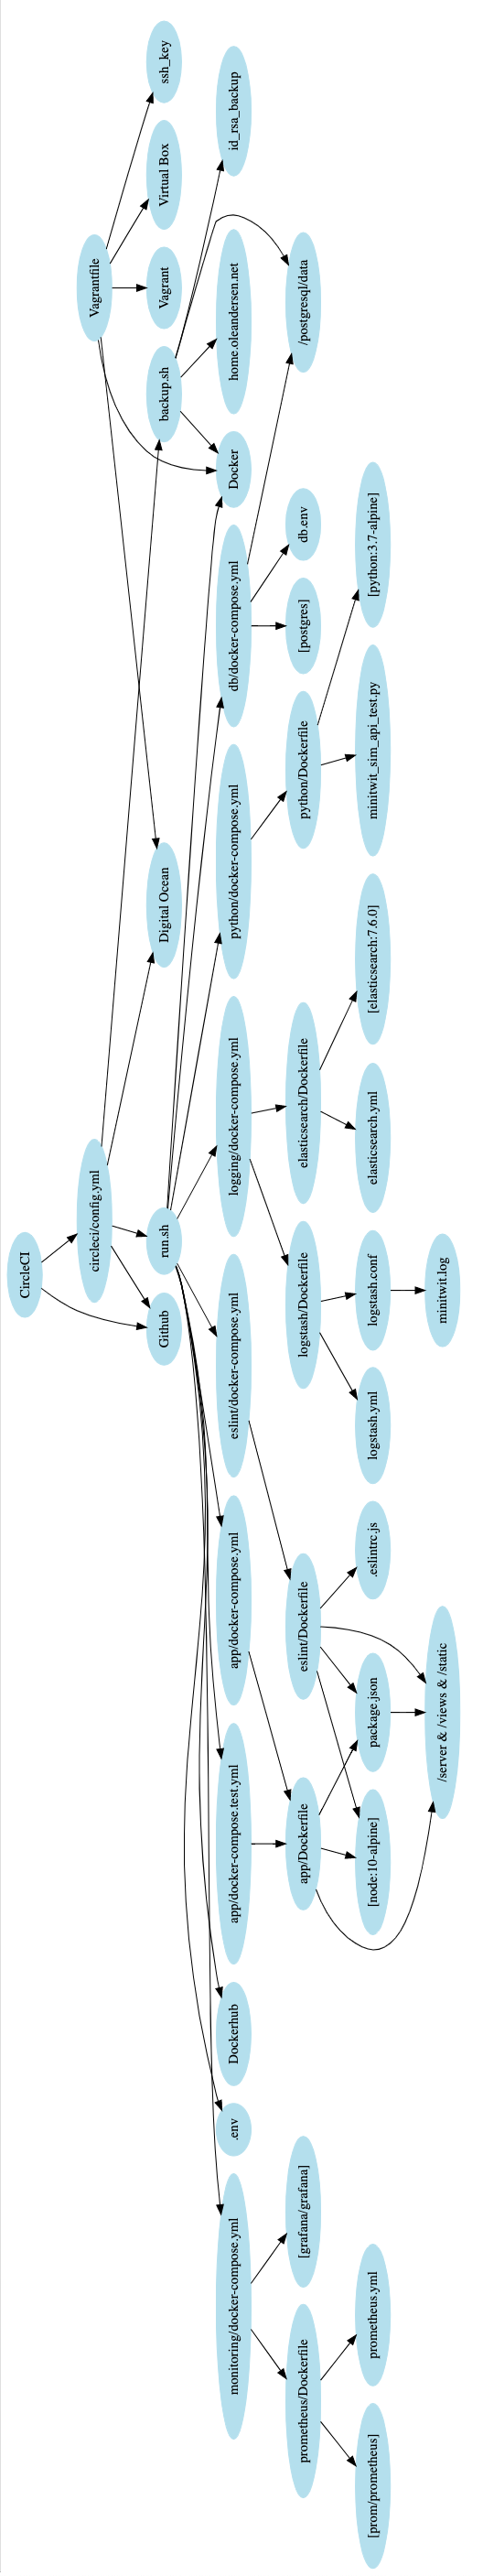 CircleCI
Vagrantfile
circleci/config.yml
ssh_key
Virtual Box
Vagrant
backup.sh
Digital Ocean
run.sh
Github
id_rsa_backup
home.oleandersen.net
Docker
db/docker-compose.yml
python/docker-compose.yml
logging/docker-compose.yml
eslint/docker-compose.yml
app/docker-compose.yml
app/docker-compose.test.yml
Dockerhub
.env
monitoring/docker-compose.yml
/postgresql/data
db.env
[postgres]
python/Dockerfile
elasticsearch/Dockerfile
logstash/Dockerfile
eslint/Dockerfile
app/Dockerfile
[grafana/grafana]
prometheus/Dockerfile
[python:3.7-alpine]
minitwit_sim_api_test.py
[elasticsearch:7.6.0]
elasticsearch.yml
logstash.conf
logstash.yml
.eslintrc.js
package.json
[node:10-alpine]
prometheus.yml
[prom/prometheus]
minitwit.log
/server & /views & /static